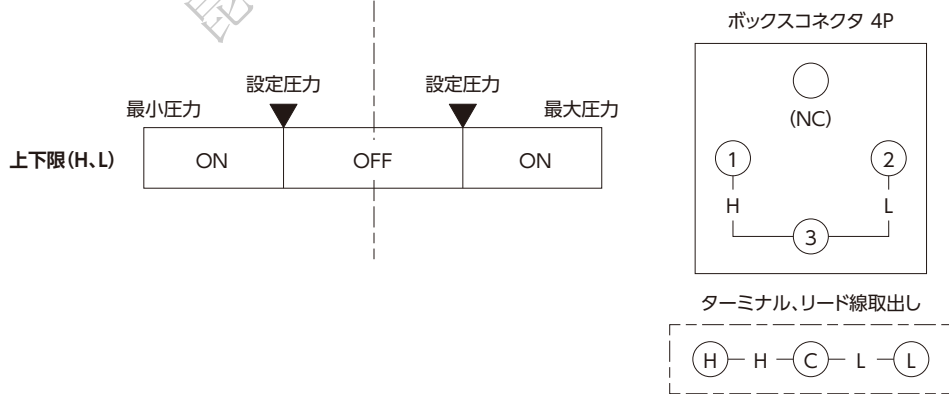 ボックスコネクタ 4P
設定圧力 設定圧力
最小圧力 最大圧力
上下限(H、L) ON OFF ON
(NC)
1 2
H L
3
ターミナル、リード線取出し
H H C L L